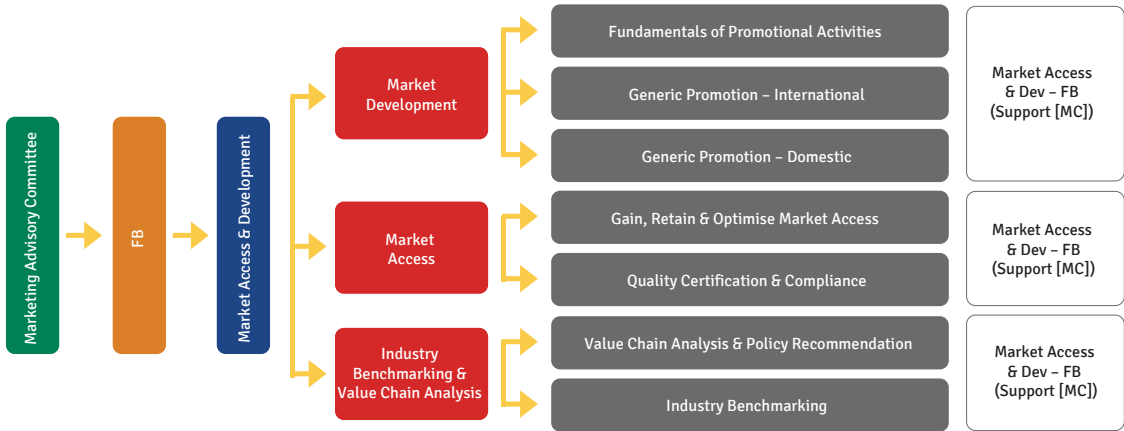 Marketing Advisory Committee
FB
Market Access & Development
Market
Development
Fundamentals of Promotional Activities
Generic Promotion – International
Generic Promotion – Domestic
Market Access
& Dev – FB
(Support [MC])
Market
Access
Gain, Retain & Optimise Market Access
Quality Certification & Compliance
Market Access
& Dev – FB
(Support [MC])
Industry
Benchmarking &
Value Chain Analysis
Value Chain Analysis & Policy Recommendation
Industry Benchmarking
Market Access
& Dev – FB
(Support [MC])